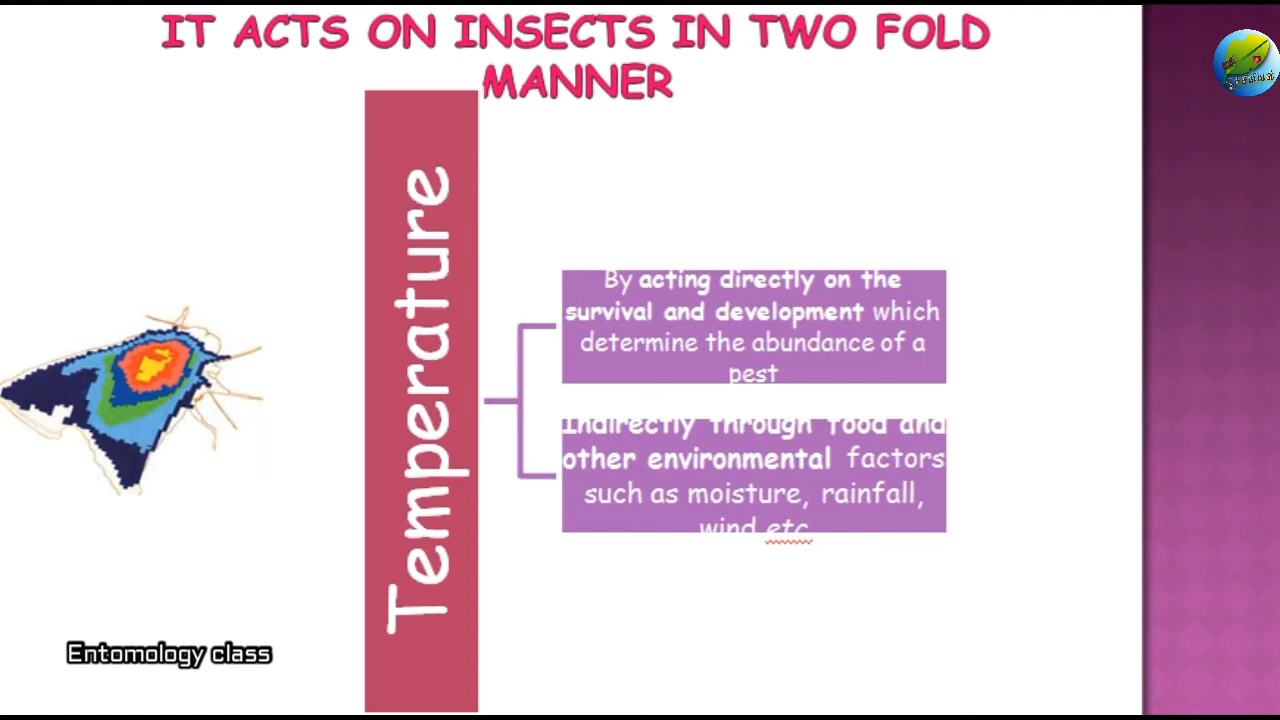 IT ACTS ON INSECTS IN TWO FOLD
MANNER
Temperature
By acting directly on the
survival and development which
determine the abundance of a
pest
Indirectly through food and
other environmental factors
such as moisture, rainfall,
wind etc
Entomology class